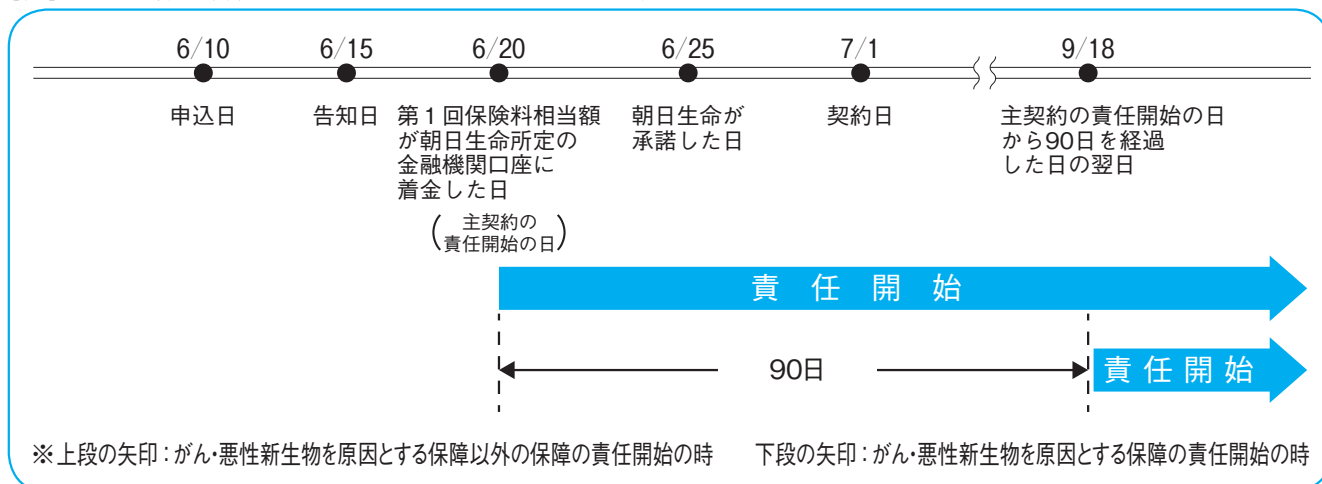 6/10
6/15
6/20
6/25
7/1
9/18
申込日
告知日
第1回保険料相当額
が朝日生命所定の
金融機関口座に
着金した日
(主契約の
責任開始の日)
朝日生命が
承諾した日
契約日
主契約の責任開始の日
から90日を経過
した日の翌日
責任開始
90日
責任開始
※上段の矢印:がん・悪性新生物を原因とする保障以外の保障の責任開始の時
下段の矢印:がん・悪性新生物を原因とする保障の責任開始の時